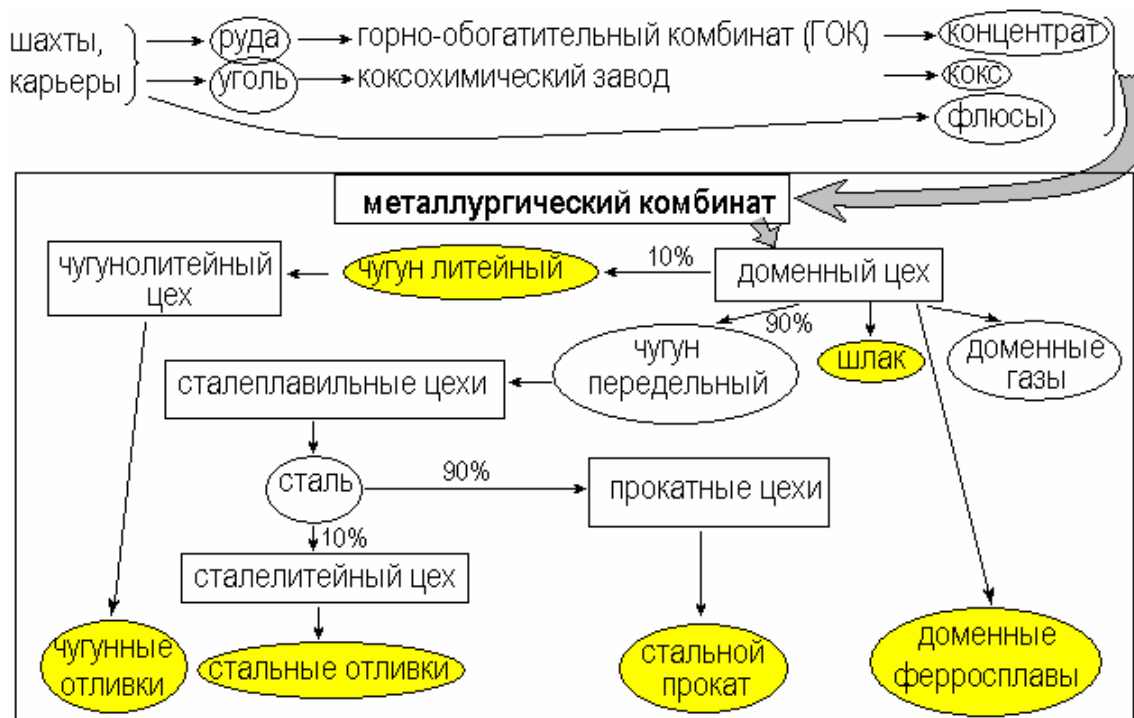 шахты,
карьеры
руда
горно-обогатительный комбинат (ГОК)
концентрат
уголь
коксохимический завод
кокс
флюсы
металлургический комбинат
чугунолитейный
цех
чугун литейный
10%
доменный цех
90%
чугун
передельный
шлак
доменные
газы
сталеплавильные цехи
сталь
90%
прокатные цехи
10%
сталелитейный цех
чугунные
отливки
стальные отливки
стальной
прокат
доменные
ферросплавы